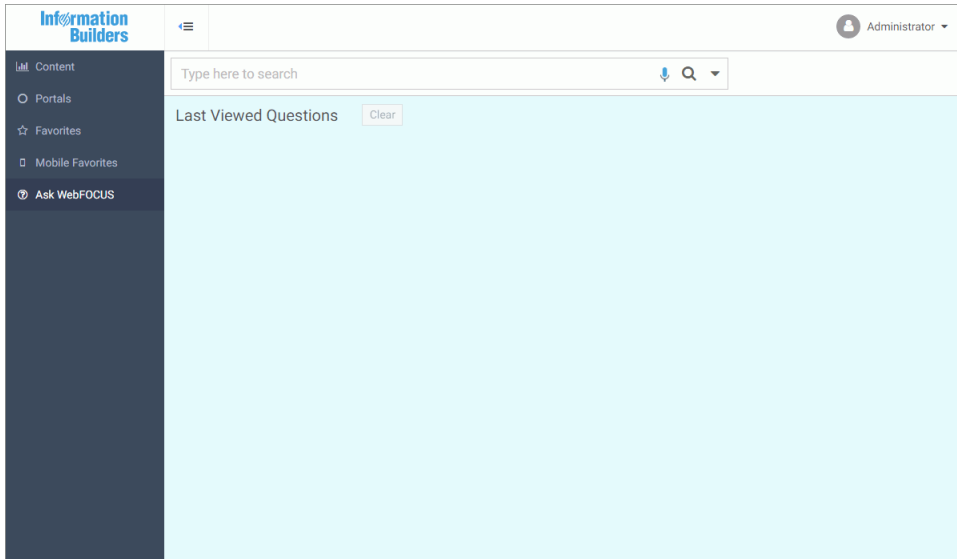 Information
Builders
Administrator
Content
Portals
Favorites
Mobile Favorites
Ask WebFOCUS
Type here to search
Last Viewed Questions Clear